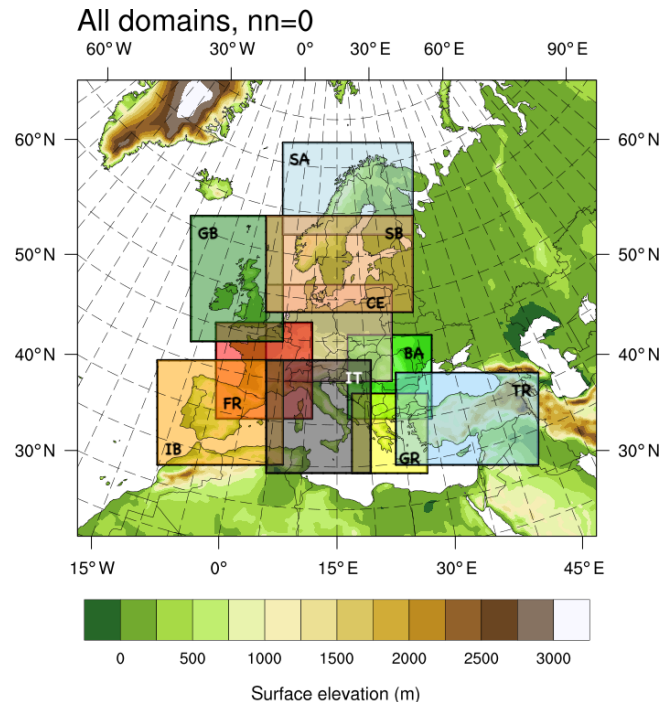 All domains, nn=0
60°W 30°W 0° 30°E 60°E 90°E
60°N 60°N
SA
GB SB
50°N 50°N
CE
40°N BA 40°N
IT
FR TR
30°N IB GR 30°N
15°W 0° 15°E 30°E 45°E
0 500 1000 1500 2000 2500 3000
Surface elevation (m)